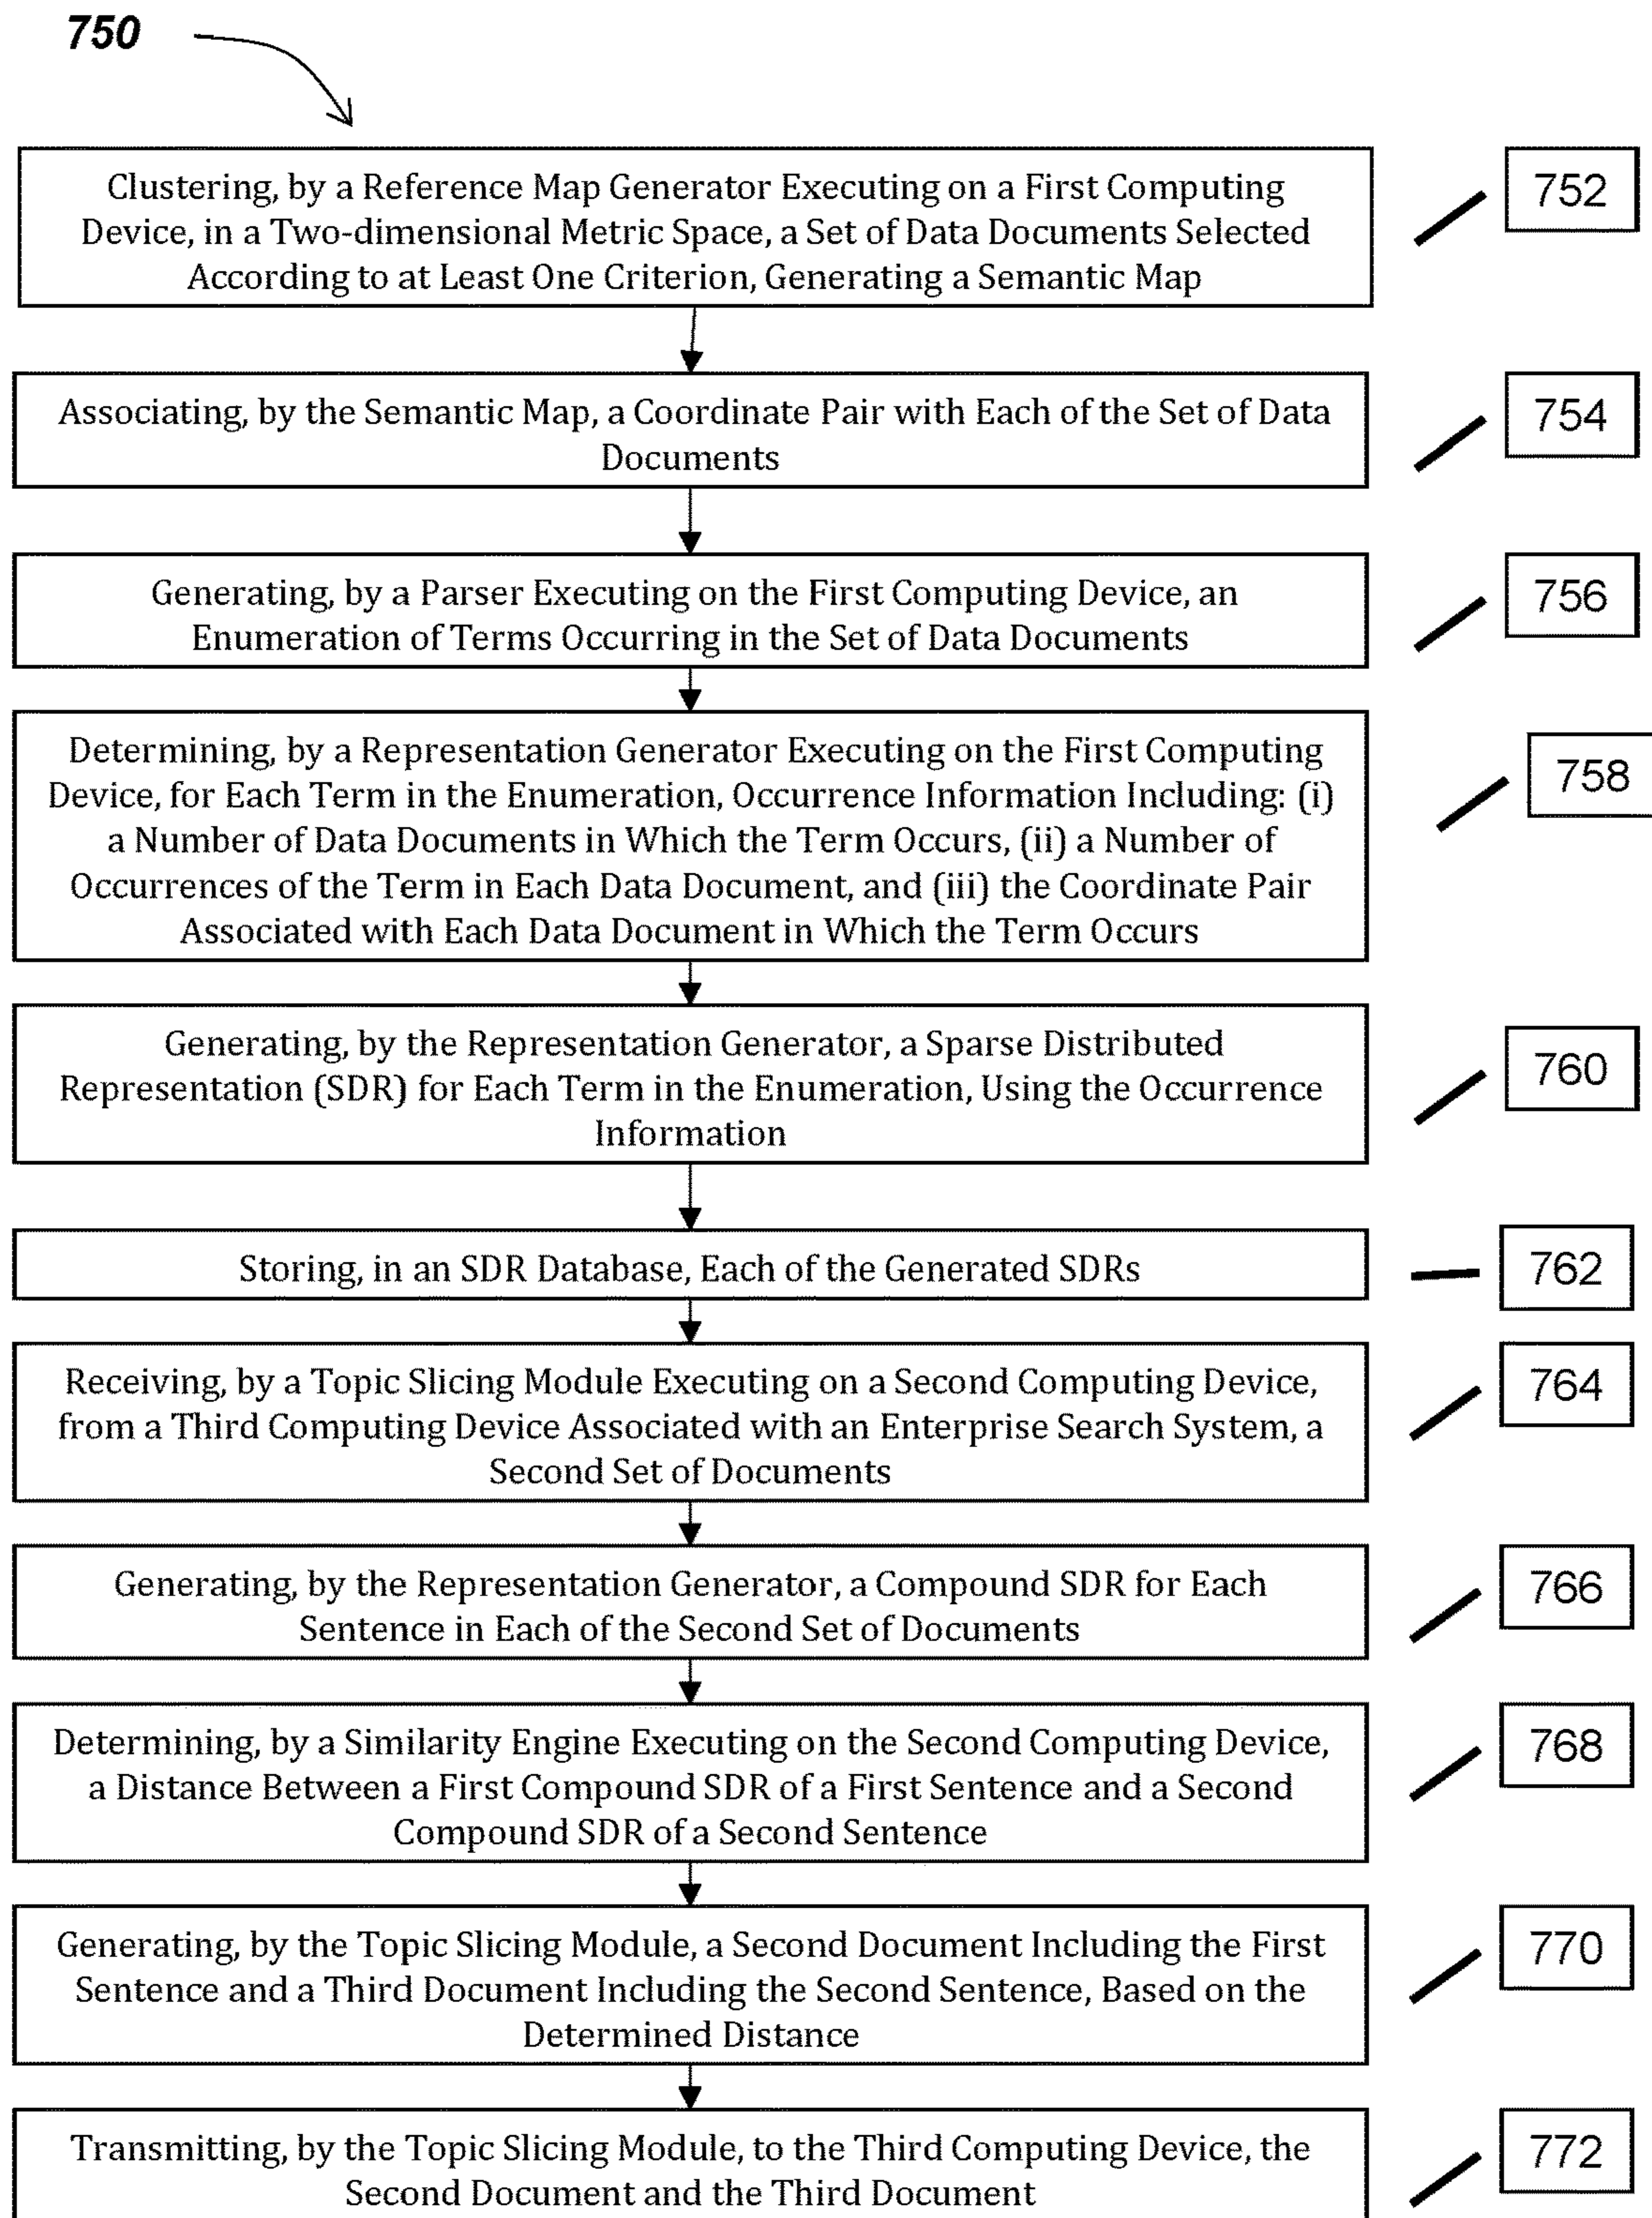 750
Clustering, by a Reference Map Generator Executing on a First Computing
Device, in a Two-dimensional Metric Space, a Set of Data Documents Selected
According to at Least One Criterion, Generating a Semantic Map
752
Associating, by the Semantic Map, a Coordinate Pair with Each of the Set of Data
Documents
754
Generating, by a Parser Executing on the First Computing Device, an
Enumeration of Terms Occurring in the Set of Data Documents
756
Determining, by a Representation Generator Executing on the First Computing
Device, for Each Term in the Enumeration, Occurrence Information Including: (i)
a Number of Data Documents in Which the Term Occurs, (ii) a Number of
Occurrences of the Term in Each Data Document, and (iii) the Coordinate Pair
Associated with Each Data Document in Which the Term Occurs
758
Generating, by the Representation Generator, a Sparse Distributed
Representation (SDR) for Each Term in the Enumeration, Using the Occurrence
Information
760
Storing, in an SDR Database, Each of the Generated SDRs
762
Receiving, by a Topic Slicing Module Executing on a Second Computing Device,
from a Third Computing Device Associated with an Enterprise Search System, a
Second Set of Documents
764
Generating, by the Representation Generator, a Compound SDR for Each
Sentence in Each of the Second Set of Documents
766
Determining, by a Similarity Engine Executing on the Second Computing Device,
a Distance Between a First Compound SDR of a First Sentence and a Second
Compound SDR of a Second Sentence
768
Generating, by the Topic Slicing Module, a Second Document Including the First
Sentence and a Third Document Including the Second Sentence, Based on the
Determined Distance
770
Transmitting, by the Topic Slicing Module, to the Third Computing Device, the
Second Document and the Third Document
772